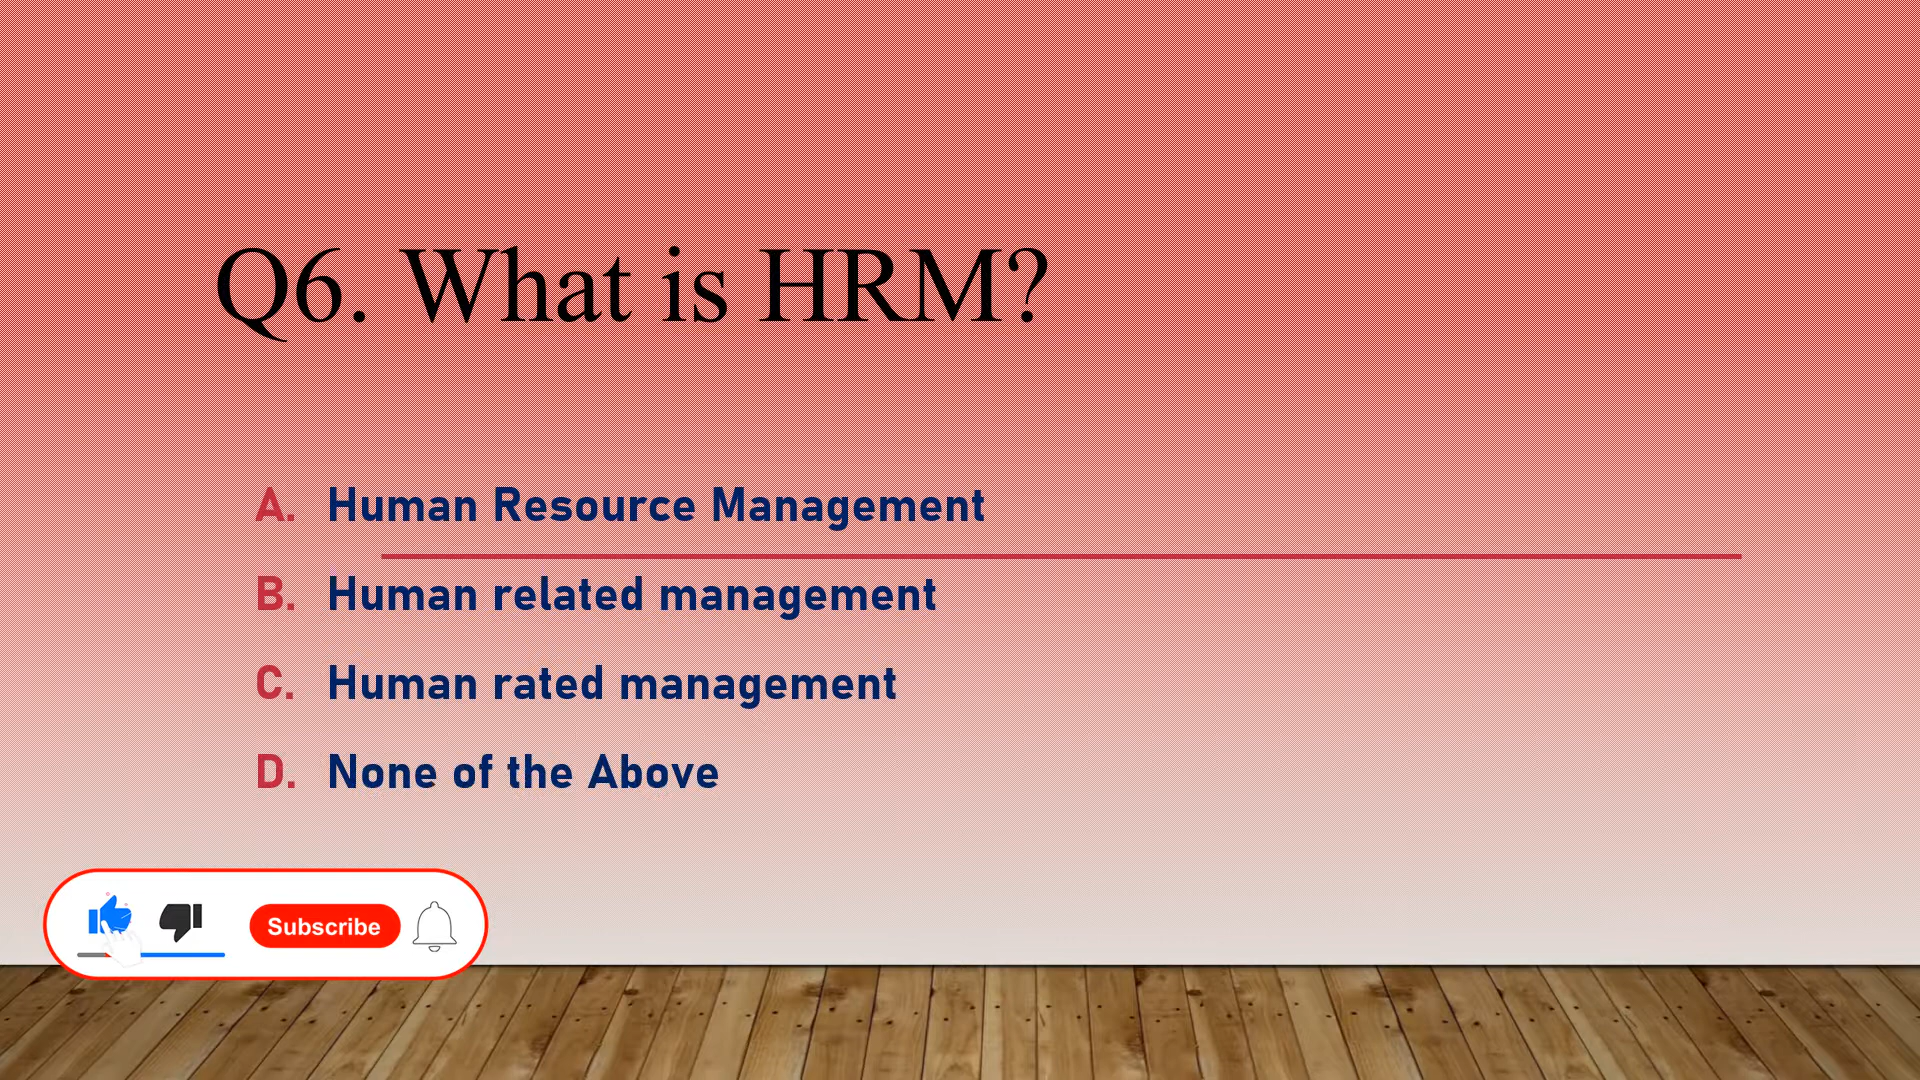 Q6. What is HRM?
A. Human Resource Management
B. Human related management
C. Human rated management
D. None of the Above
Subscribe